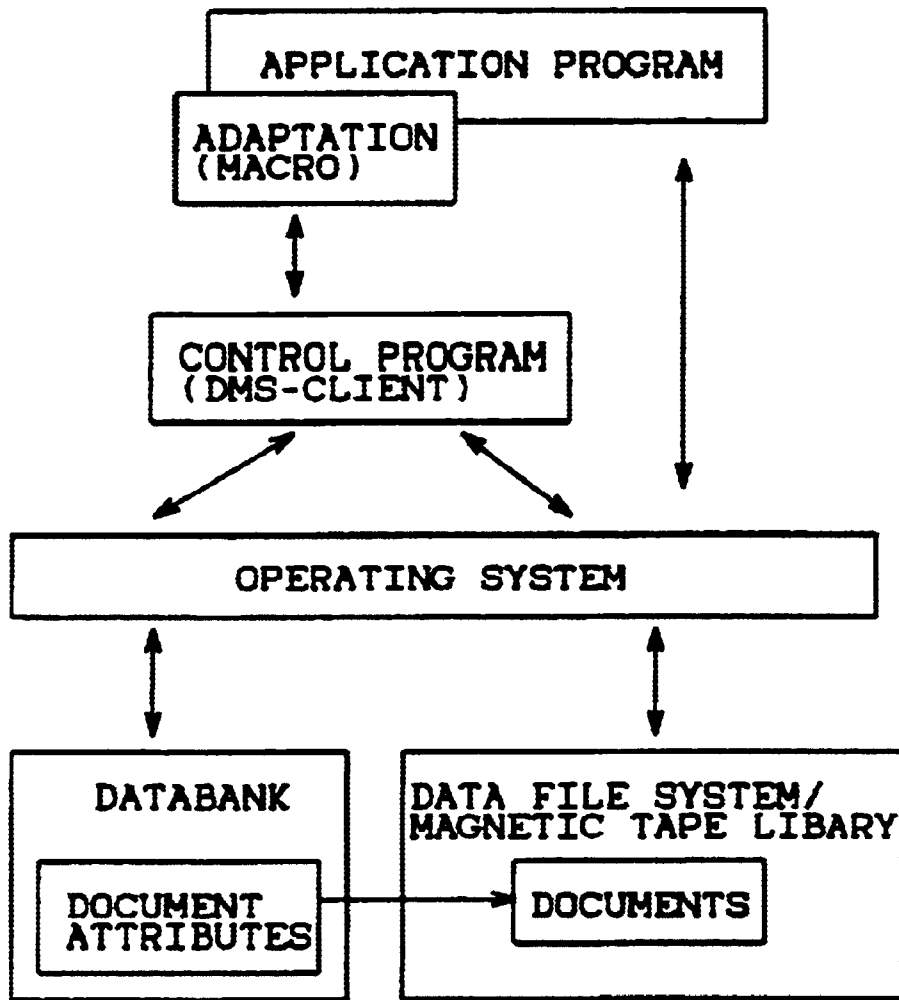 APPLICATION PROGRAM
ADAPTATION
(MACRO)
CONTROL PROGRAM
(DMS-CLIENT)
OPERATING SYSTEM
DATABANK
DOCUMENT
ATTRIBUTES
DATA FILE SYSTEM/
MAGNETIC TAPE LIBARY
DOCUMENTS